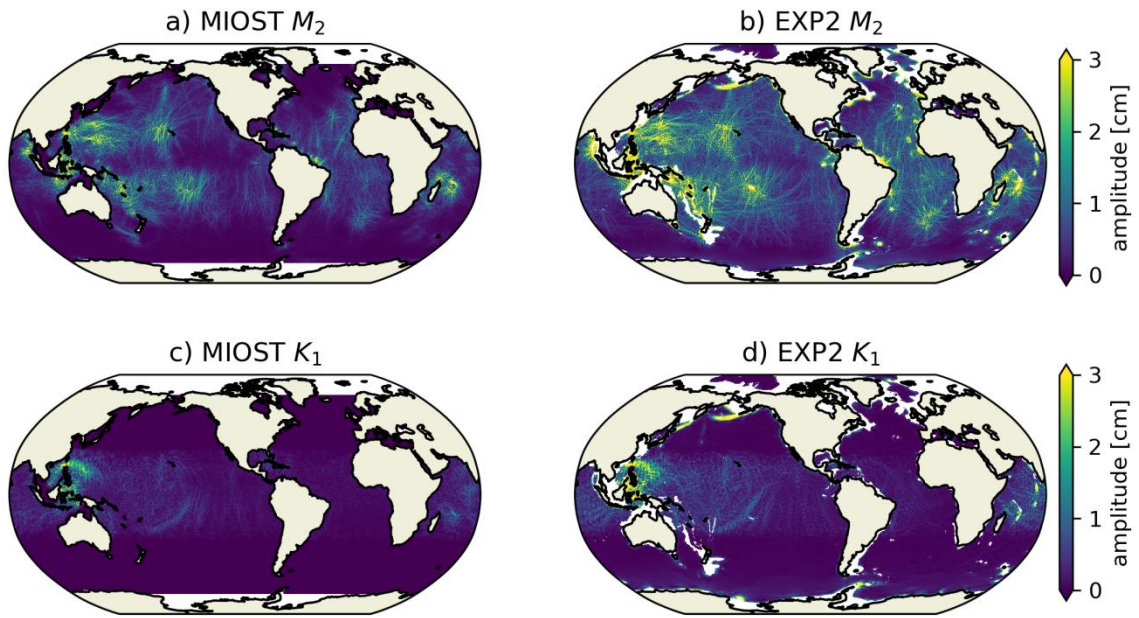 a) MIOST M₂
b) EXP2 M₂
3
2
1
0
amplitude [cm]
c) MIOST K₁
d) EXP2 K₁
3
2
1
0
amplitude [cm]